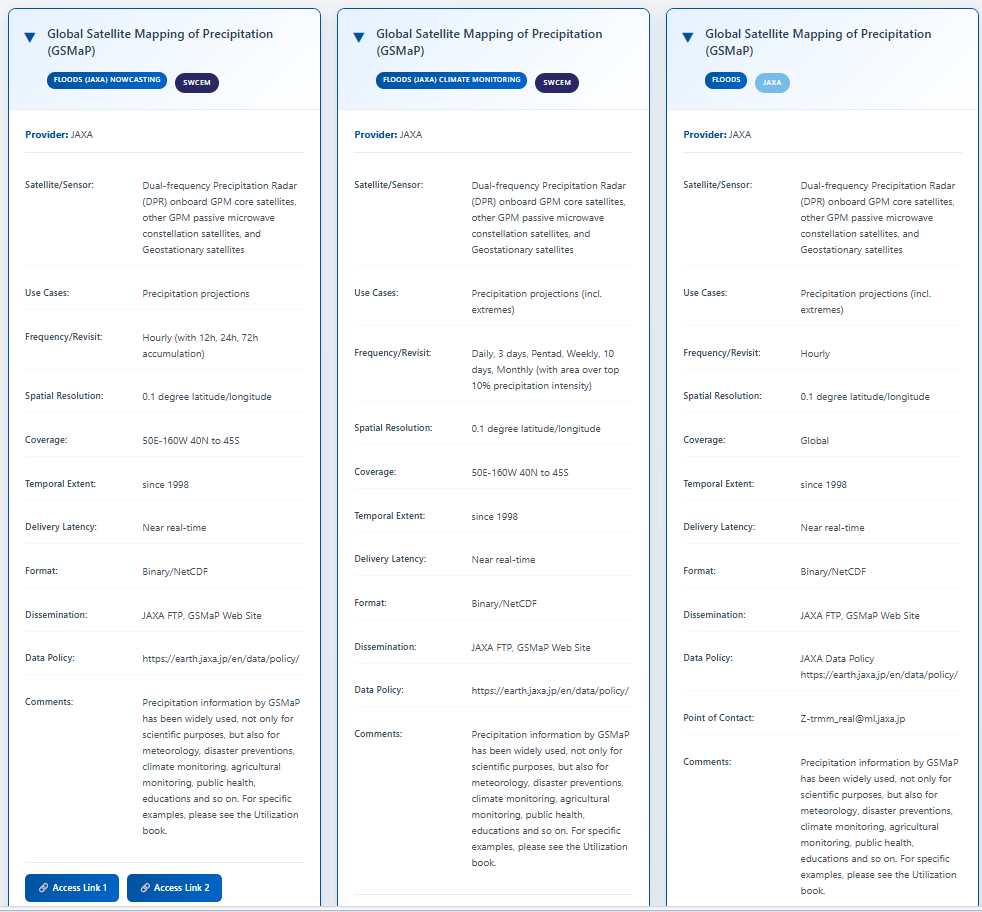 ▼ Global Satellite Mapping of Precipitation
(GSMaP)
FLOODS (JAXA) NOWCASTING SWCEM
Provider: JAXA
Satellite/Sensor: Dual-frequency Precipitation Radar
(DPR) onboard GPM core satellites,
other GPM passive microwave
constellation satellites, and
Geostationary satellites
Use Cases: Precipitation projections
Frequency/Revisit: Hourly (with 12h, 24h, 72h
accumulation)
Spatial Resolution: 0.1 degree latitude/longitude
Coverage: 50E-160W 40N to 45S
Temporal Extent: since 1998
Delivery Latency: Near real-time
Format: Binary/NetCDF
Dissemination: JAXA FTP, GSMaP Web Site
Data Policy: https://earth.jaxa.jp/en/data/policy/
Comments: Precipitation information by GSMaP
has been widely used, not only for
scientific purposes, but also for
meteorology, disaster preventions,
climate monitoring, agricultural
monitoring, public health,
educations and so on. For specific
examples, please see the Utilization
book.
Access Link 1 Access Link 2
▼ Global Satellite Mapping of Precipitation
(GSMaP)
FLOODS (JAXA) CLIMATE MONITORING SWCEM
Provider: JAXA
Satellite/Sensor: Dual-frequency Precipitation Radar
(DPR) onboard GPM core satellites,
other GPM passive microwave
constellation satellites, and
Geostationary satellites
Use Cases: Precipitation projections (incl.
extremes)
Frequency/Revisit: Daily, 3 days, Pentad, Weekly, 10
days, Monthly (with area over top
10% precipitation intensity)
Spatial Resolution: 0.1 degree latitude/longitude
Coverage: 50E-160W 40N to 45S
Temporal Extent: since 1998
Delivery Latency: Near real-time
Format: Binary/NetCDF
Dissemination: JAXA FTP, GSMaP Web Site
Data Policy: https://earth.jaxa.jp/en/data/policy/
Comments: Precipitation information by GSMaP
has been widely used, not only for
scientific purposes, but also for
meteorology, disaster preventions,
climate monitoring, agricultural
monitoring, public health,
educations and so on. For specific
examples, please see the Utilization
book.
▼ Global Satellite Mapping of Precipitation
(GSMaP)
FLOODS JAXA
Provider: JAXA
Satellite/Sensor: Dual-frequency Precipitation Radar
(DPR) onboard GPM core satellites,
other GPM passive microwave
constellation satellites, and
Geostationary satellites
Use Cases: Precipitation projections (incl.
extremes)
Frequency/Revisit: Hourly
Spatial Resolution: 0.1 degree latitude/longitude
Coverage: Global
Temporal Extent: since 1998
Delivery Latency: Near real-time
Format: Binary/NetCDF
Dissemination: JAXA FTP, GSMaP Web Site
Data Policy: JAXA Data Policy
https://earth.jaxa.jp/en/data/policy/
Point of Contact: Z-trmm_real@ml.jaxa.jp
Comments: Precipitation information by GSMaP
has been widely used, not only for
scientific purposes, but also for
meteorology, disaster preventions,
climate monitoring, agricultural
monitoring, public health,
educations and so on. For specific
examples, please see the Utilization
book.